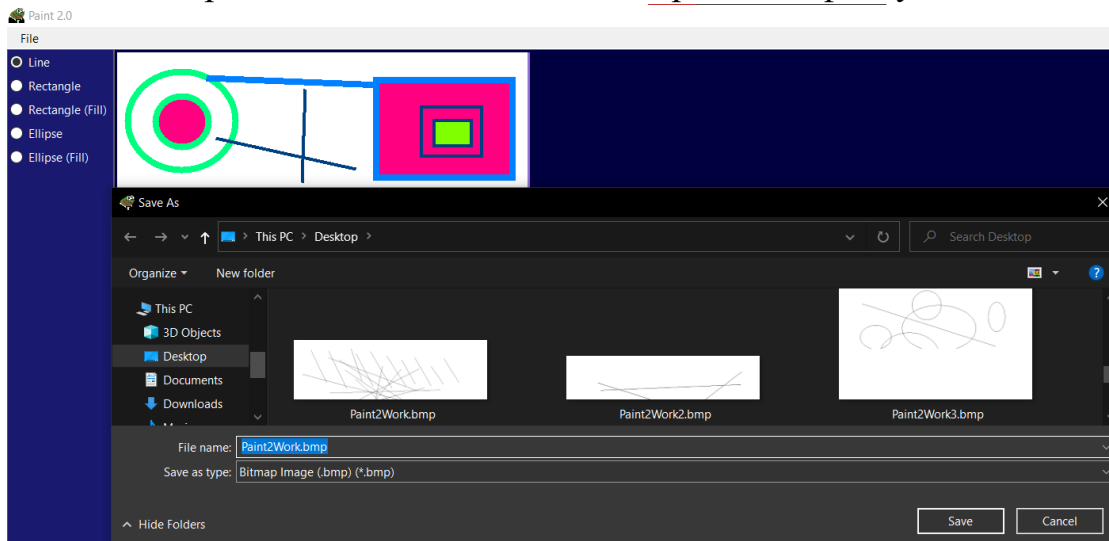 Paint 2.0
File
Line
Rectangle
Rectangle (Fill)
Ellipse
Ellipse (Fill)
Save As
This PC > Desktop >
Search Desktop
Organize
New folder
This PC
3D Objects
Desktop
Documents
Downloads
Paint2Work.bmp
Paint2Work2.bmp
Paint2Work3.bmp
File name: Paint2Work.bmp
Save as type: Bitmap Image (.bmp) (*.bmp)
Hide Folders
Save
Cancel